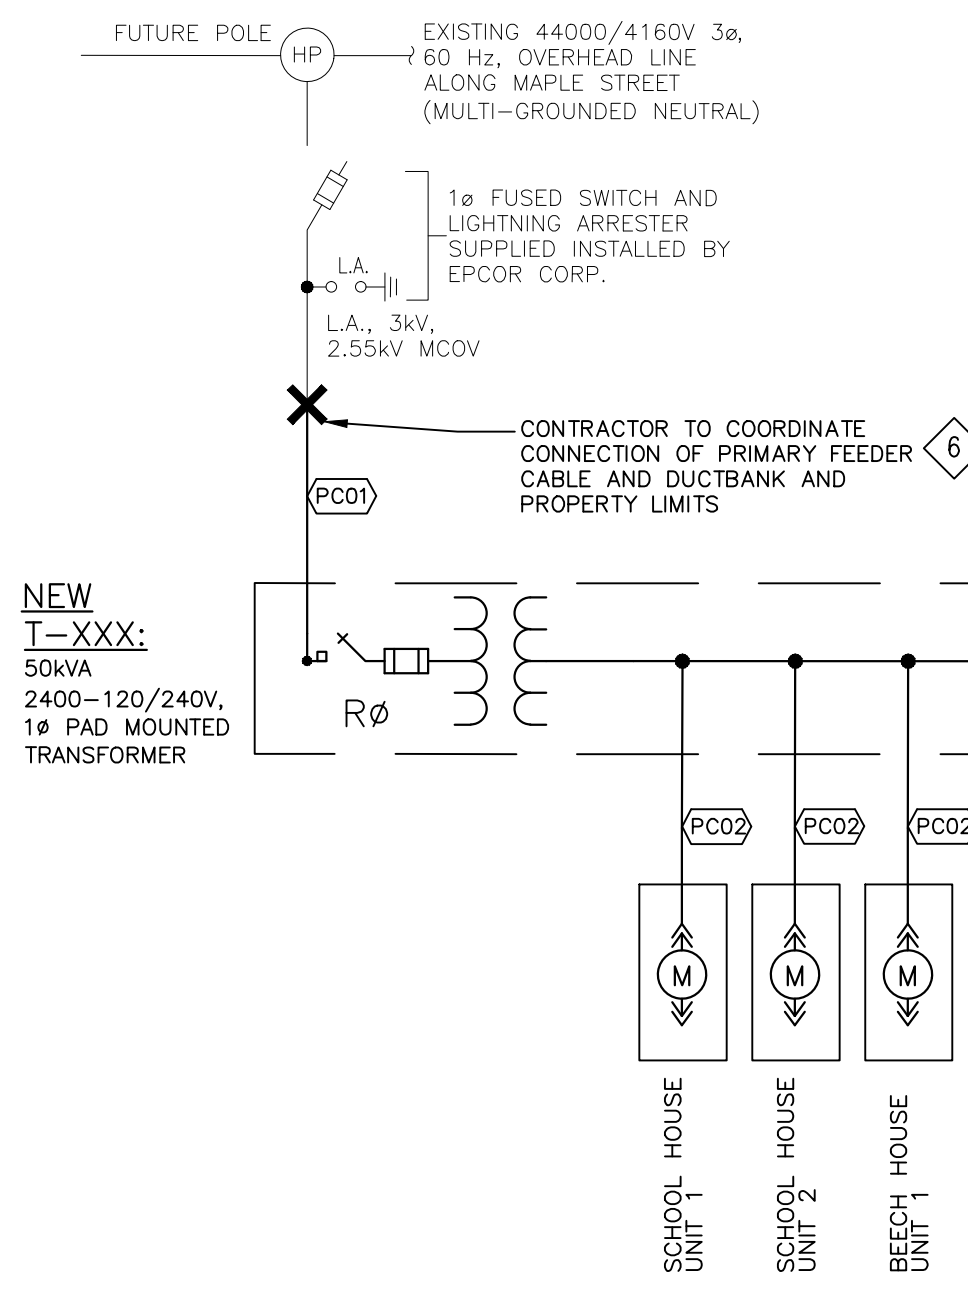 FUTURE POLE
HP
EXISTING 44000/4160V 3ø,
60 Hz, OVERHEAD LINE
ALONG MAPLE STREET
(MULTI-GROUNDED NEUTRAL)
1ø FUSED SWITCH AND
LIGHTNING ARRESTER
SUPPLIED INSTALLED BY
EPCOR CORP.
L.A.
L.A., 3kV,
2.55kV MCOV
CONTRACTOR TO COORDINATE
CONNECTION OF PRIMARY FEEDER
CABLE AND DUCTBANK AND
PROPERTY LIMITS
6
PC01
NEW
T-XXX:
50kVA
2400-120/240V,
1ø PAD MOUNTED
TRANSFORMER
Rø
PC02
PC02
PC02
M
M
M
SCHOOL HOUSE
UNIT 1
SCHOOL HOUSE
UNIT 2
BEECH HOUSE
UNIT 1